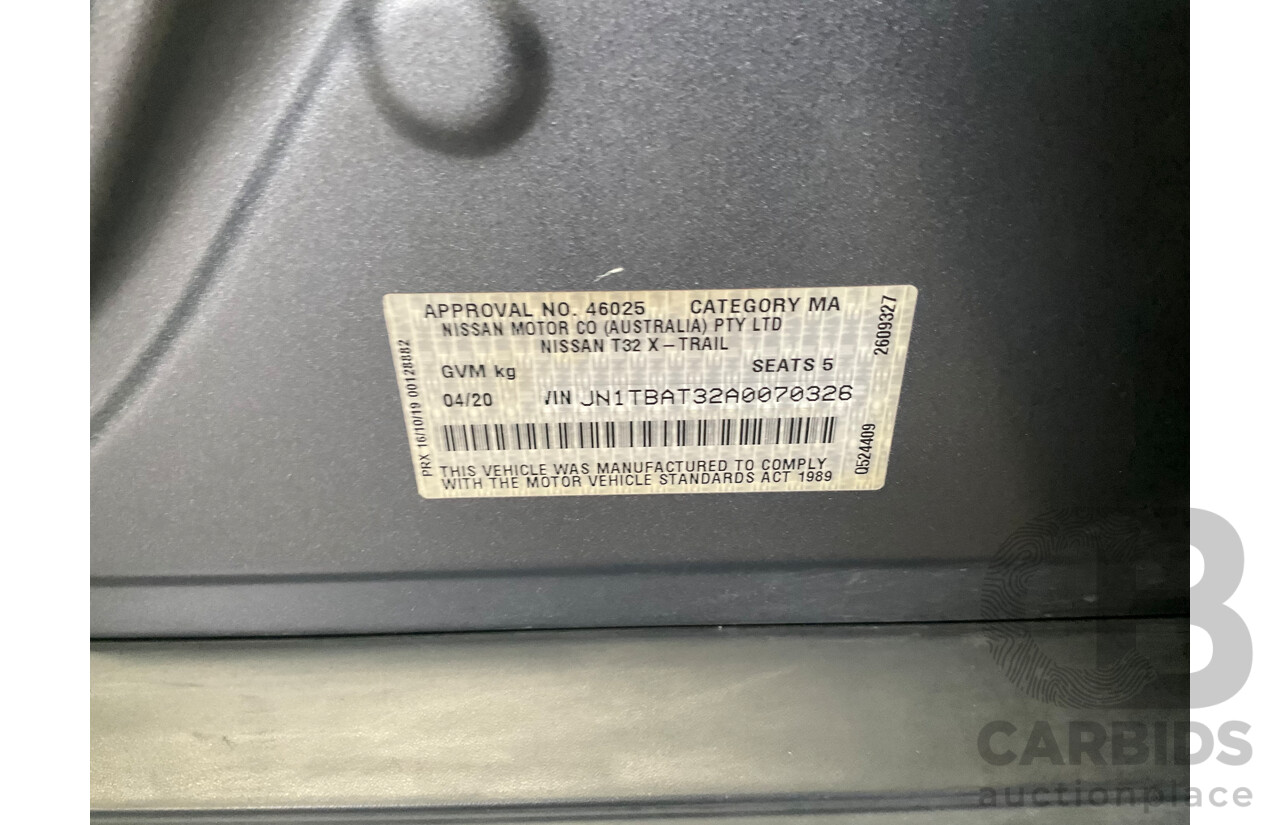 APPROVAL NO. 46025 CATEGORY MA
NISSAN MOTOR CO (AUSTRALIA) PTY LTD
NISSAN T32 X-TRAIL
GVM kg SEATS 5
04/20 VIN JN1TBAT32A0070326
THIS VEHICLE WAS MANUFACTURED TO COMPLY
WITH THE MOTOR VEHICLE STANDARDS ACT 1989
PRX 16/10/19 00128882
2609327
0524409
CARBIDS
auctionplace